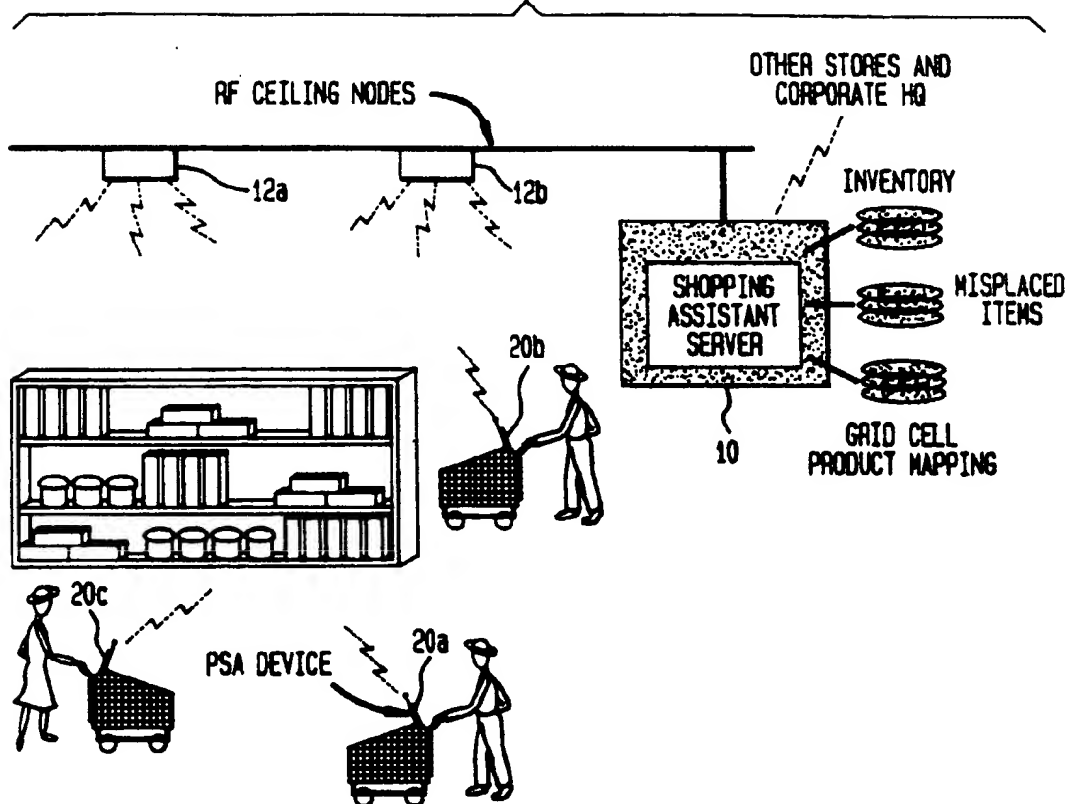 RF CEILING NODES
OTHER STORES AND
CORPORATE HQ
12a
12b
INVENTORY
SHOPPING
ASSISTANT
SERVER
MISPLACED
ITEMS
10
GRID CELL
PRODUCT MAPPING
20b
20c
PSA DEVICE
20a